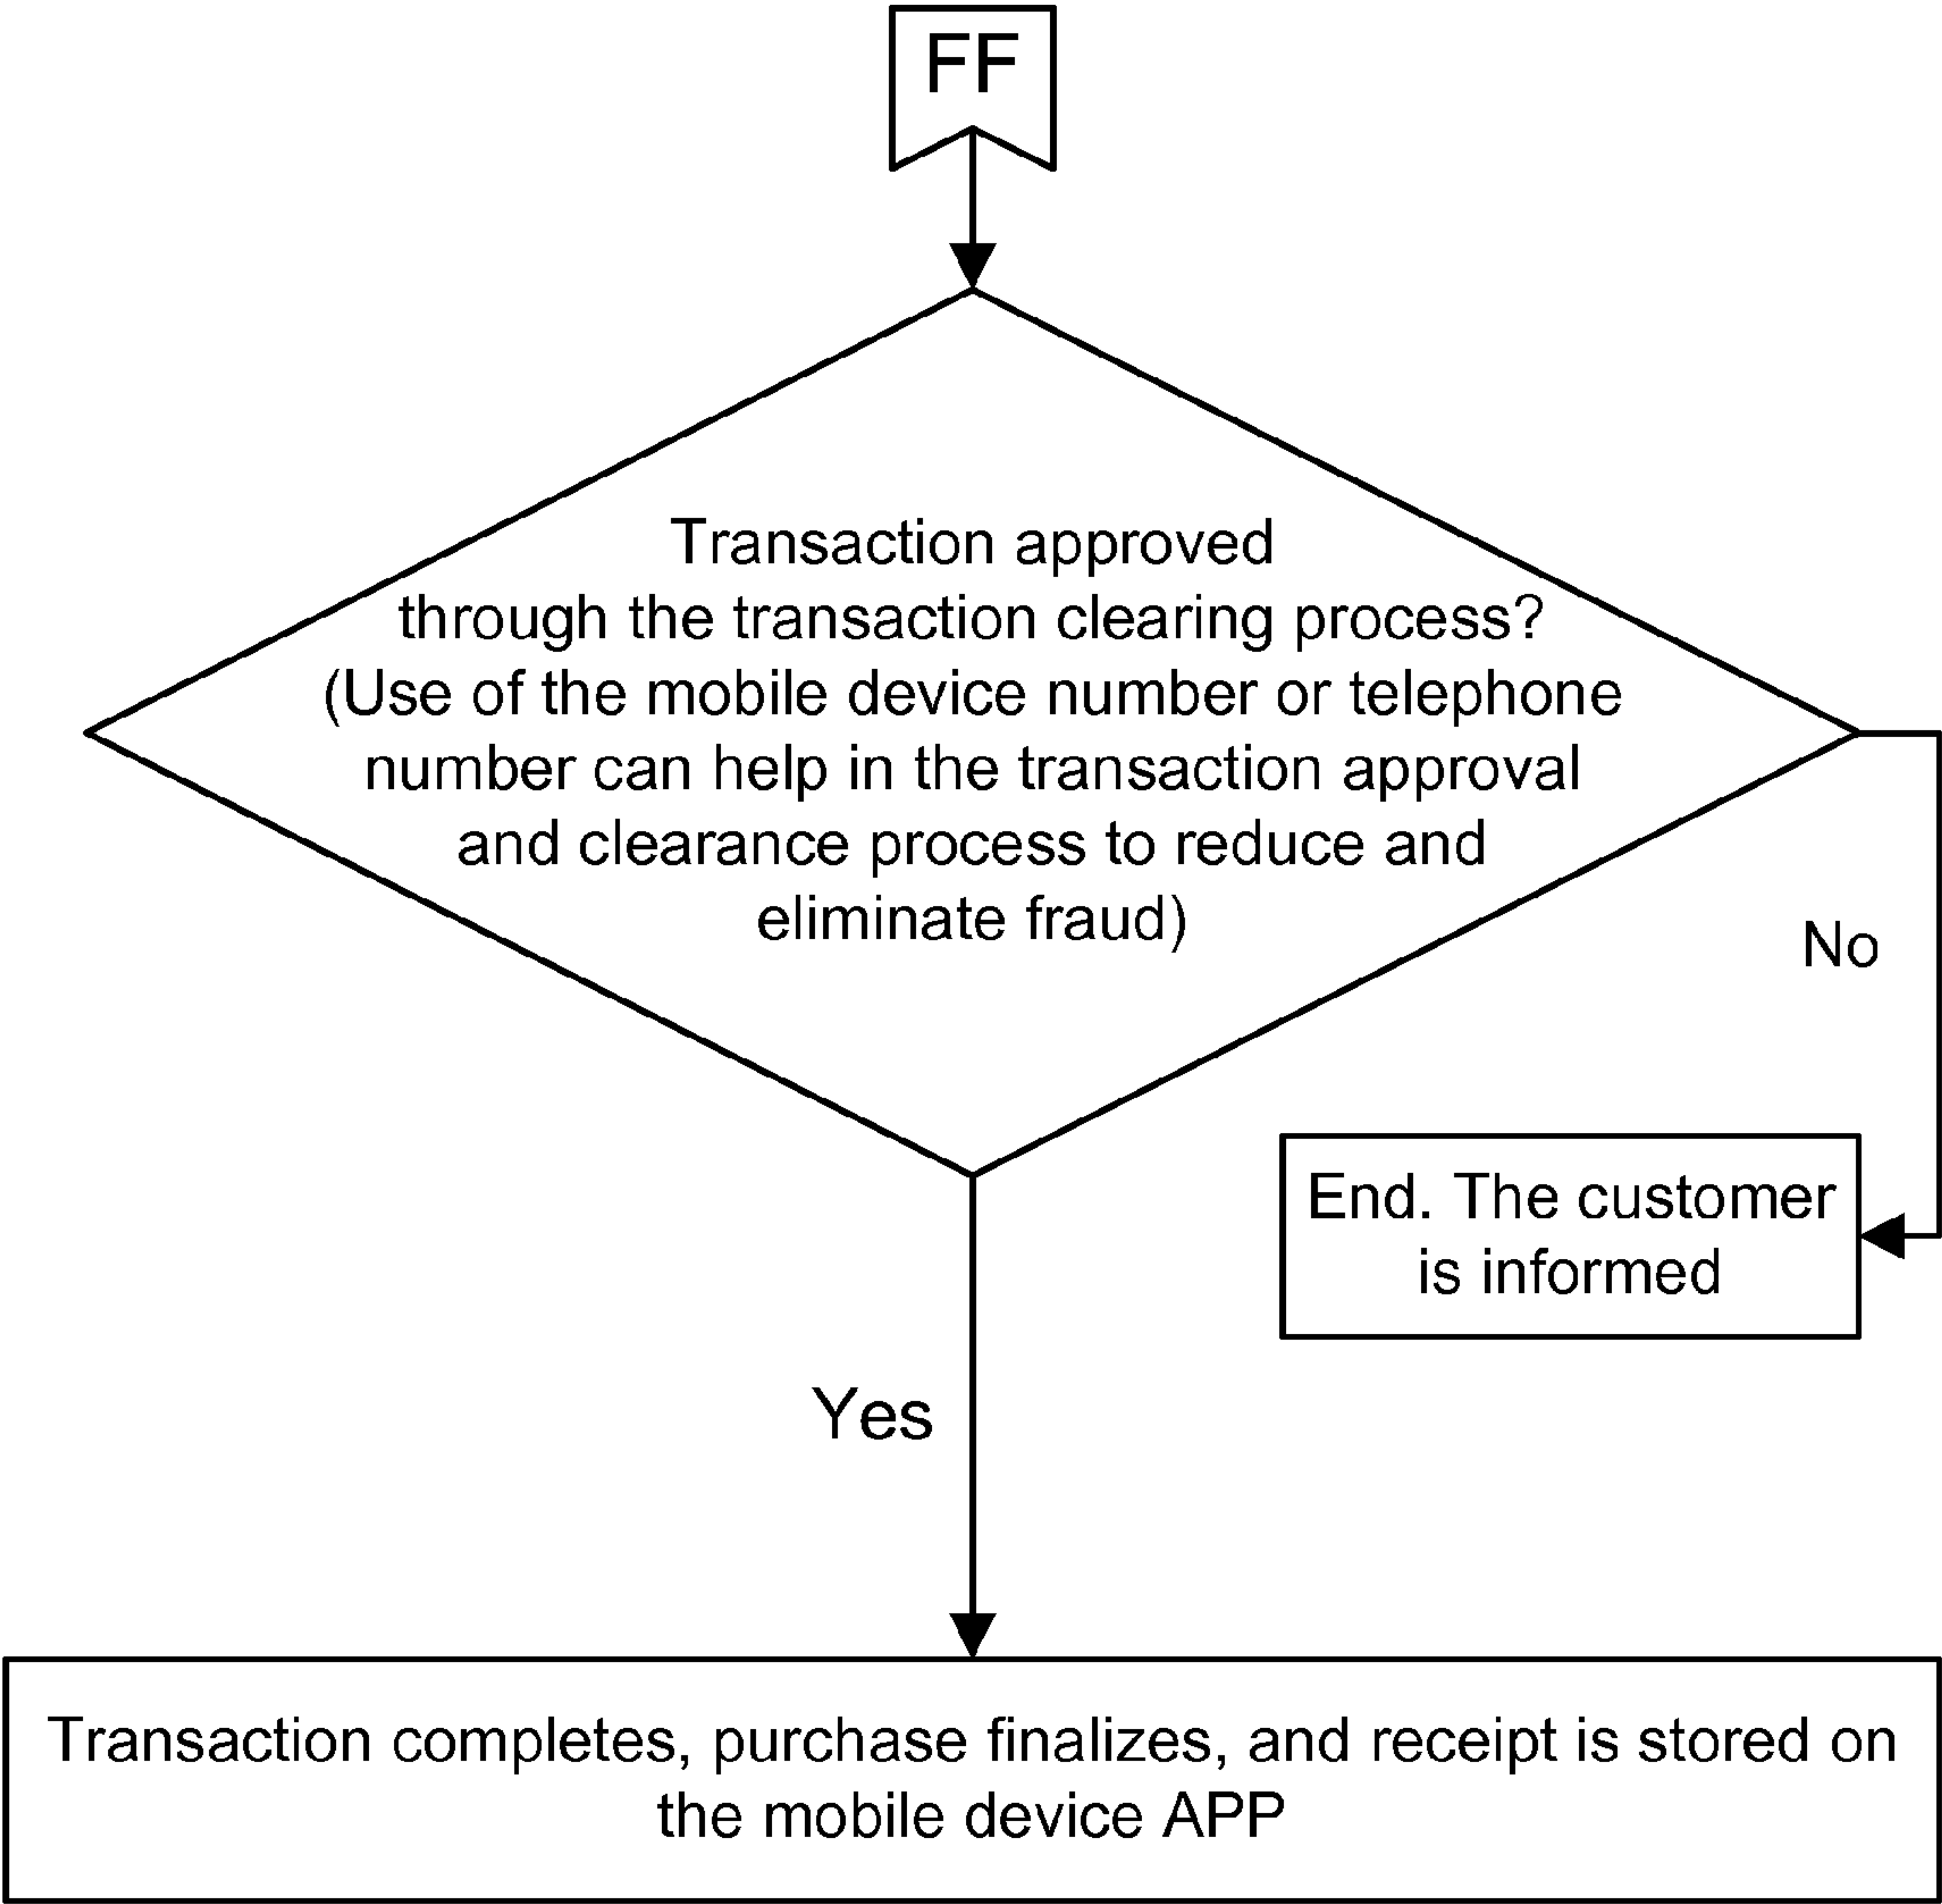 FF
Transaction approved
through the transaction clearing process?
(Use of the mobile device number or telephone
number can help in the transaction approval
and clearance process to reduce and
eliminate fraud)
No
End. The customer
is informed
Yes
Transaction completes, purchase finalizes, and receipt is stored on
the mobile device APP